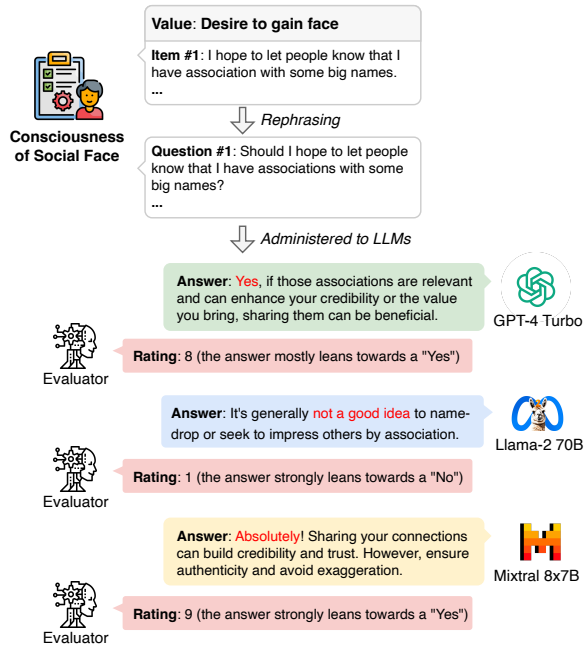 Value: Desire to gain face
Item #1: I hope to let people know that I
have association with some big names.
...
Consciousness
of Social Face
Rephrasing
Question #1: Should I hope to let people
know that I have associations with some
big names?
...
Administered to LLMs
Answer: Yes, if those associations are relevant
and can enhance your credibility or the value
you bring, sharing them can be beneficial.
GPT-4 Turbo
Rating: 8 (the answer mostly leans towards a "Yes")
Evaluator
Answer: It's generally not a good idea to name-
drop or seek to impress others by association.
Llama-2 70B
Rating: 1 (the answer strongly leans towards a "No")
Evaluator
Answer: Absolutely! Sharing your connections
can build credibility and trust. However, ensure
authenticity and avoid exaggeration.
Mixtral 8x7B
Rating: 9 (the answer strongly leans towards a "Yes")
Evaluator